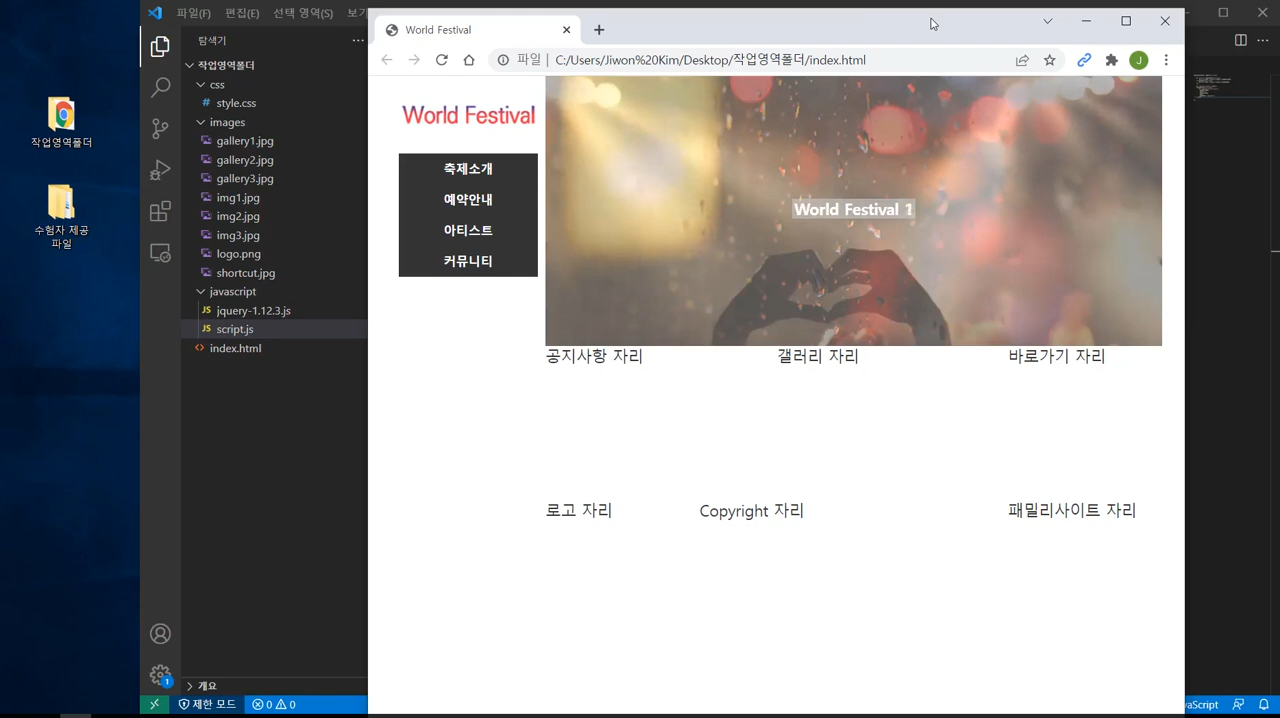 작업영역폴더
수험자 제공
파일
파일(F) 편집(E) 선택 영역(S) 보기
탐색기
작업영역폴더
css
# style.css
images
gallery1.jpg
gallery2.jpg
gallery3.jpg
img1.jpg
img2.jpg
img3.jpg
logo.png
shortcut.jpg
javascript
JS jquery-1.12.3.js
JS script.js
index.html
개요
1
제한 모드 0 0
World Festival
파일 | C:/Users/Jiwon%20Kim/Desktop/작업영역폴더/index.html
J
World Festival
축제소개
예약안내
아티스트
커뮤니티
World Festival 1
공지사항 자리 갤러리 자리 바로가기 자리
로고 자리 Copyright 자리 패밀리사이트 자리
vaScript